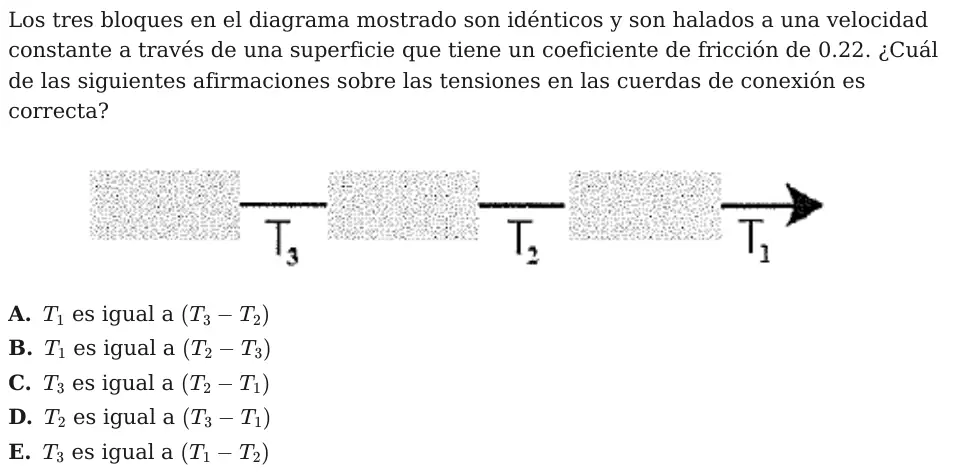 Los tres bloques en el diagrama mostrado son idénticos y son halados a una velocidad
constante a través de una superficie que tiene un coeficiente de fricción de 0.22. ¿Cuál
de las siguientes afirmaciones sobre las tensiones en las cuerdas de conexión es
correcta?
T₃ T₂ T₁
A. T₁ es igual a (T₃ − T₂)
B. T₁ es igual a (T₂ − T₃)
C. T₃ es igual a (T₂ − T₁)
D. T₂ es igual a (T₃ − T₁)
E. T₃ es igual a (T₁ − T₂)